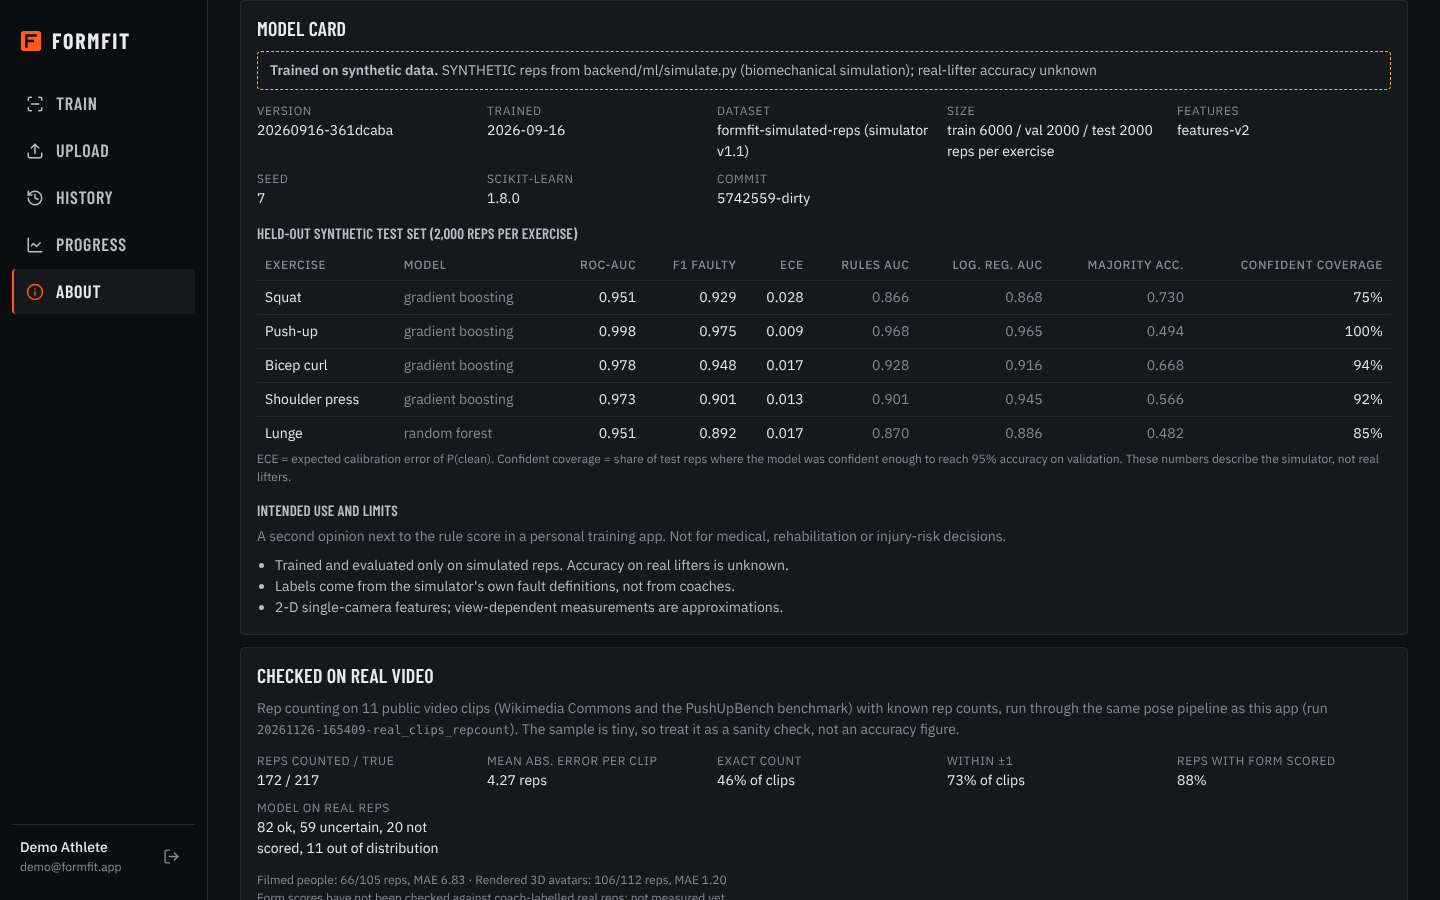 FORMFIT
TRAIN
UPLOAD
HISTORY
PROGRESS
ABOUT
Demo Athlete
demo@formfit.app
MODEL CARD
Trained on synthetic data. SYNTHETIC reps from backend/ml/simulate.py (biomechanical simulation); real-lifter accuracy unknown
VERSION
20260916-361dcaba
TRAINED
2026-09-16
DATASET
formfit-simulated-reps (simulator
v1.1)
SIZE
train 6000 / val 2000 / test 2000
reps per exercise
FEATURES
features-v2
SEED
7
SCIKIT-LEARN
1.8.0
COMMIT
5742559-dirty
HELD-OUT SYNTHETIC TEST SET (2,000 REPS PER EXERCISE)
EXERCISE MODEL ROC-AUC F1 FAULTY ECE RULES AUC LOG. REG. AUC MAJORITY ACC. CONFIDENT COVERAGE
Squat gradient boosting 0.951 0.929 0.028 0.866 0.868 0.730 75%
Push-up gradient boosting 0.998 0.975 0.009 0.968 0.965 0.494 100%
Bicep curl gradient boosting 0.978 0.948 0.017 0.928 0.916 0.668 94%
Shoulder press gradient boosting 0.973 0.901 0.013 0.901 0.945 0.566 92%
Lunge random forest 0.951 0.892 0.017 0.870 0.886 0.482 85%
ECE = expected calibration error of P(clean). Confident coverage = share of test reps where the model was confident enough to reach 95% accuracy on validation. These numbers describe the simulator, not real
lifters.
INTENDED USE AND LIMITS
A second opinion next to the rule score in a personal training app. Not for medical, rehabilitation or injury-risk decisions.
• Trained and evaluated only on simulated reps. Accuracy on real lifters is unknown.
• Labels come from the simulator's own fault definitions, not from coaches.
• 2-D single-camera features; view-dependent measurements are approximations.
CHECKED ON REAL VIDEO
Rep counting on 11 public video clips (Wikimedia Commons and the PushUpBench benchmark) with known rep counts, run through the same pose pipeline as this app (run
20261126-165409-real_clips_repcount). The sample is tiny, so treat it as a sanity check, not an accuracy figure.
REPS COUNTED / TRUE
172 / 217
MEAN ABS. ERROR PER CLIP
4.27 reps
EXACT COUNT
46% of clips
WITHIN ±1
73% of clips
REPS WITH FORM SCORED
88%
MODEL ON REAL REPS
82 ok, 59 uncertain, 20 not
scored, 11 out of distribution
Filmed people: 66/105 reps, MAE 6.83 · Rendered 3D avatars: 106/112 reps, MAE 1.20
Form scores have not been checked against coach-labelled real reps; not measured yet.